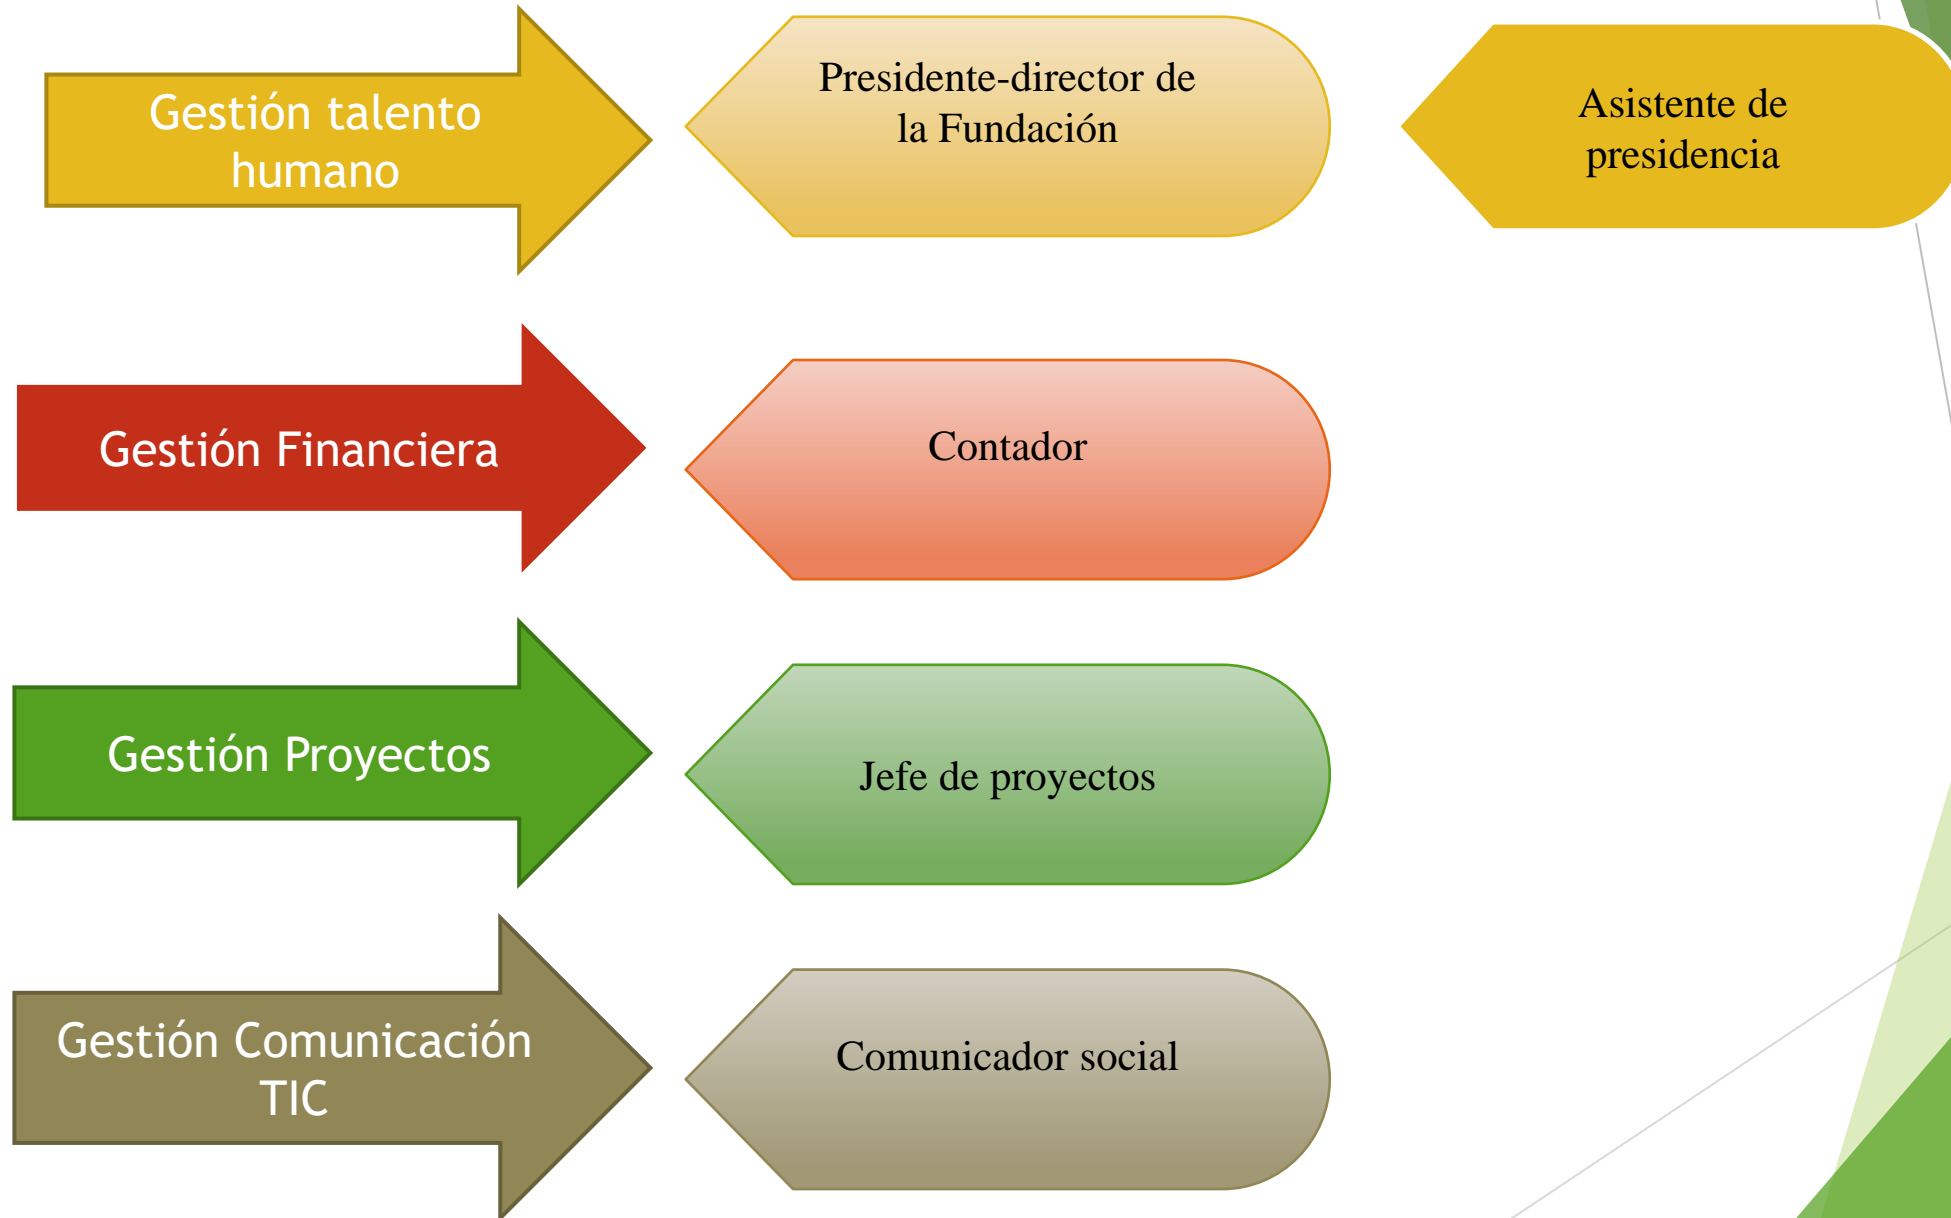 Gestión talento
humano
Presidente-director de
la Fundación
Asistente de
presidencia
Gestión Financiera
Contador
Gestión Proyectos
Jefe de proyectos
Gestión Comunicación
TIC
Comunicador social